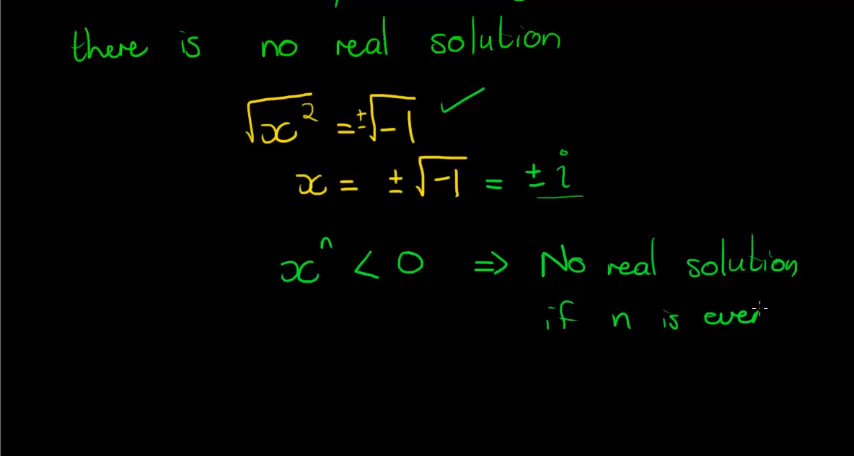 there is no real solution
√x² = ±√-1 ✓
x = ±√-1 = ± i
xⁿ < 0 ⇒ No real solution
if n is even